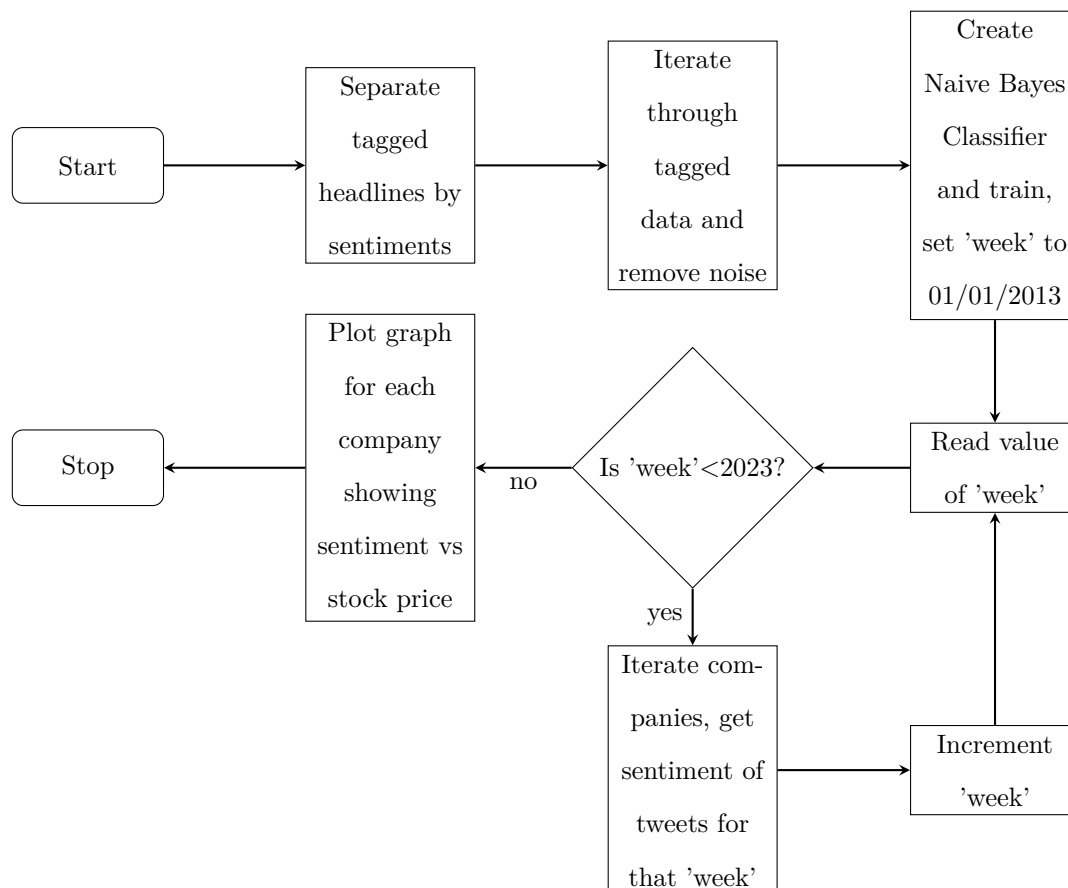 Start
Separate
tagged
headlines by
sentiments
Iterate
through
tagged
data and
remove noise
Create
Naive Bayes
Classifier
and train,
set 'week' to
01/01/2013
Read value
of 'week'
Is 'week'<2023?
no
yes
Plot graph
for each
company
showing
sentiment vs
stock price
Stop
Iterate com-
panies, get
sentiment of
tweets for
that 'week'
Increment
'week'